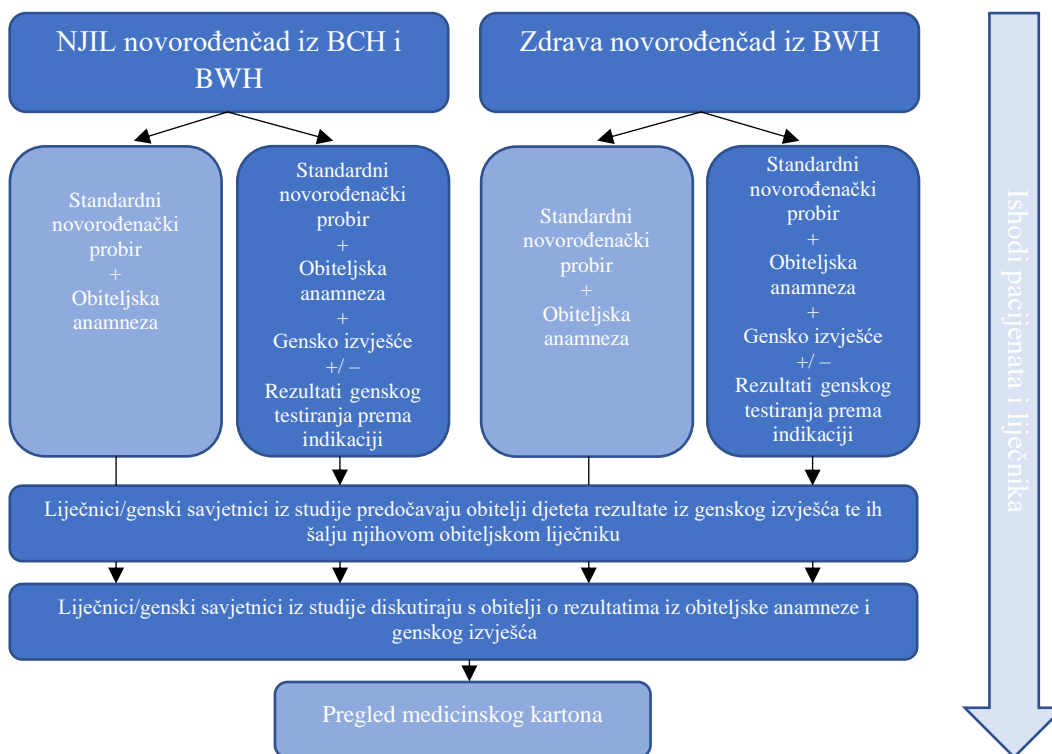 NJIL novorođenčad iz BCH i
BWH
Zdrava novorođenčad iz BWH
Standardni
novorođenački
probir
+
Obiteljska
anamneza
Standardni
novorođenački
probir
+
Obiteljska
anamneza
+
Gensko izvješće
+/ –
Rezultati genskog
testiranja prema
indikaciji
Standardni
novorođenački
probir
+
Obiteljska
anamneza
Standardni
novorođenački
probir
+
Obiteljska
anamneza
+
Gensko izvješće
+/ –
Rezultati genskog
testiranja prema
indikaciji
Liječnici/genski savjetnici iz studije predočavaju obitelji djeteta rezultate iz genskog izvješća te ih
šalju njihovom obiteljskom liječniku
Liječnici/genski savjetnici iz studije diskutiraju s obitelji o rezultatima iz obiteljske anamneze i
genskog izvješća
Pregled medicinskog kartona
Ishodi pacijenata i liječnika